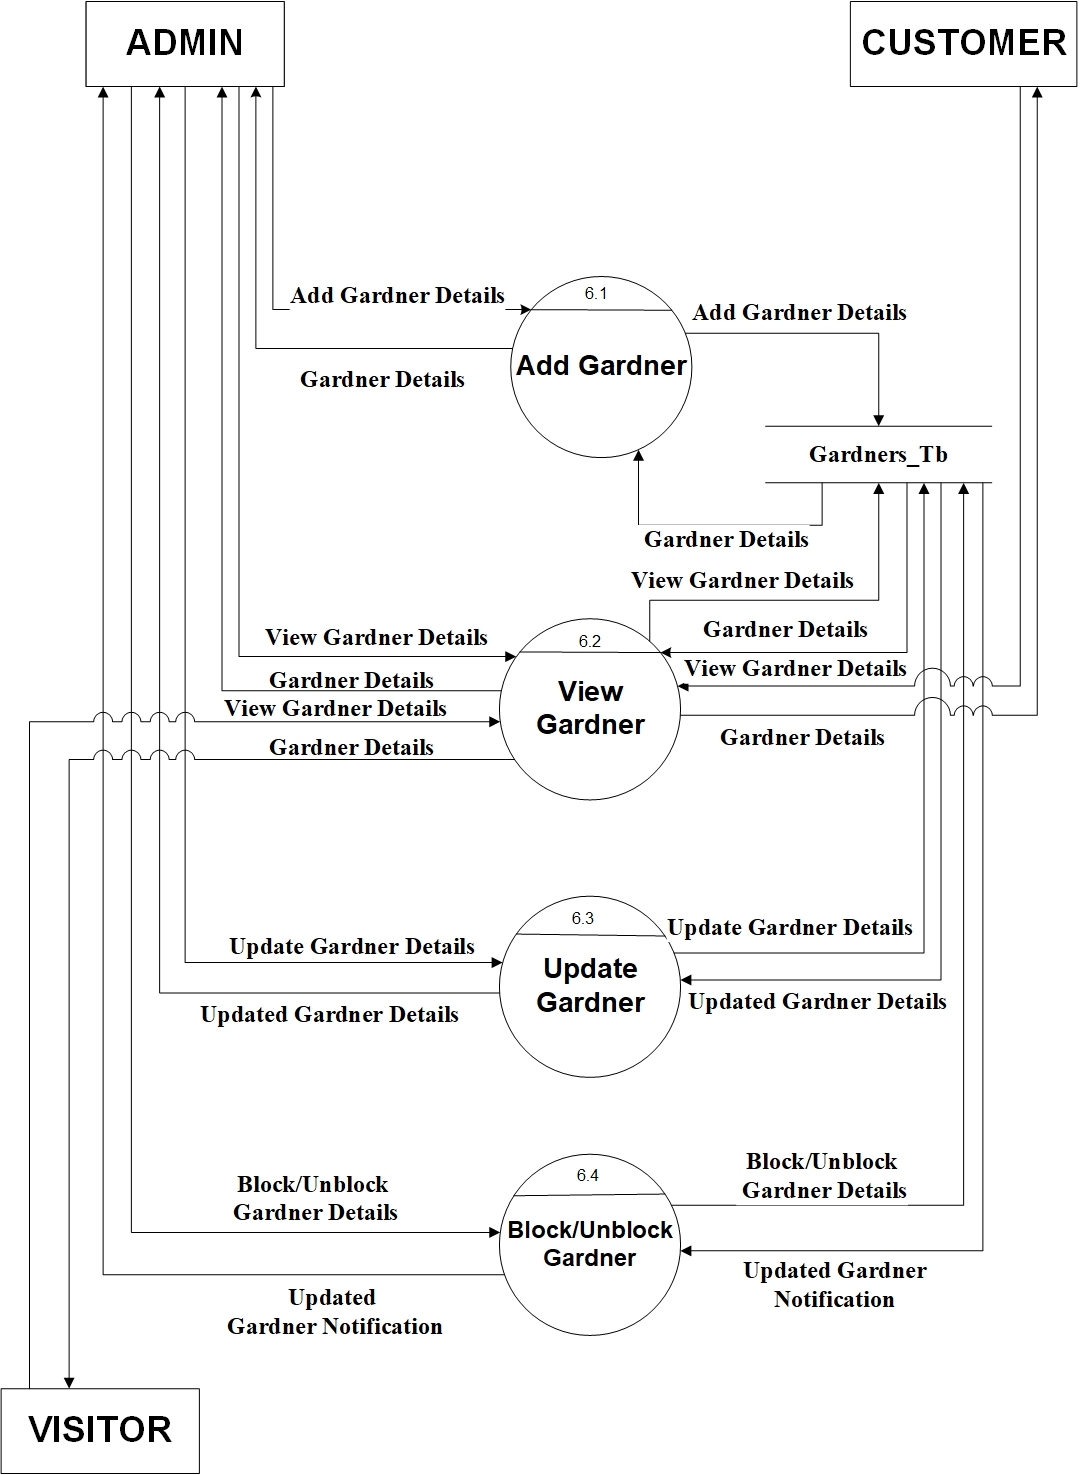 ADMIN
CUSTOMER
Add Gardner Details
6.1
Add Gardner Details
Add Gardner
Gardner Details
Gardners_Tb
Gardner Details
View Gardner Details
View Gardner Details
6.2
Gardner Details
View Gardner Details
Gardner Details
View
Gardner
View Gardner Details
Gardner Details
Gardner Details
6.3
Update Gardner Details
Update Gardner Details
Update
Gardner
Updated Gardner Details
Updated Gardner Details
Block/Unblock
Gardner Details
6.4
Block/Unblock
Gardner Details
Block/Unblock
Gardner
Updated Gardner
Notification
Updated
Gardner Notification
VISITOR